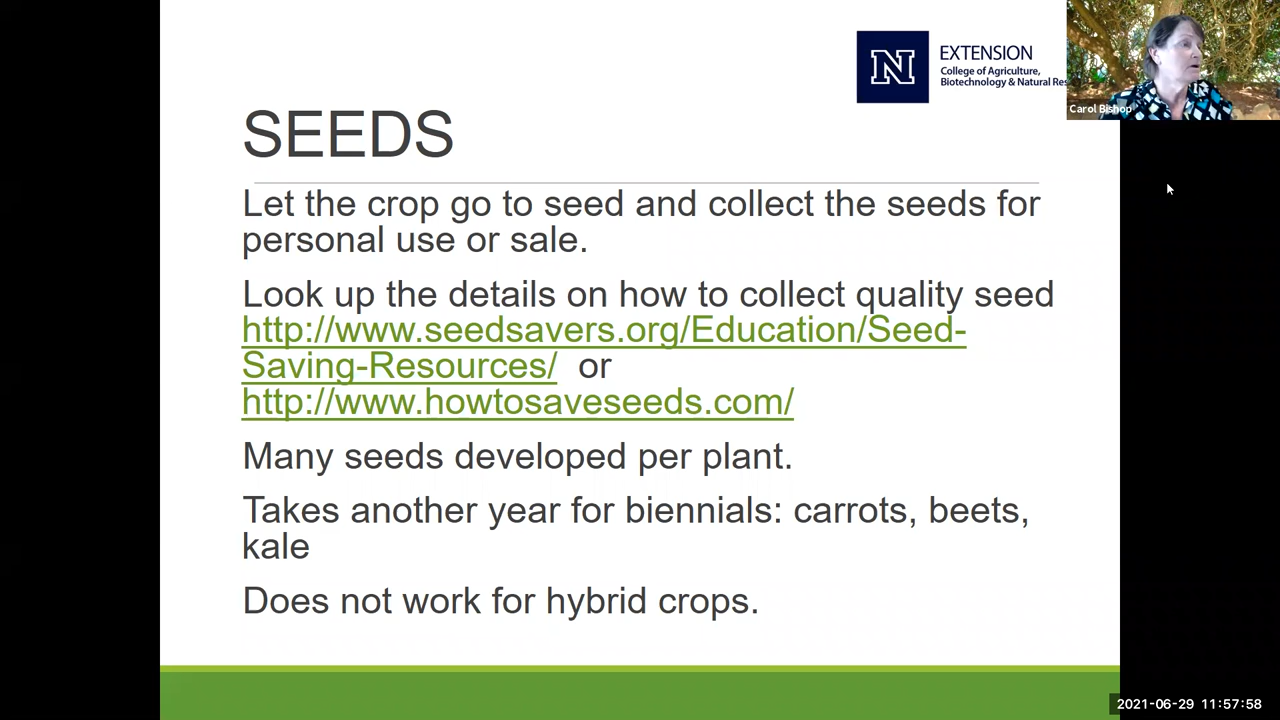 N
EXTENSION
College of Agriculture,
Biotechnology & Natural Res
Carol Bishop
SEEDS
Let the crop go to seed and collect the seeds for
personal use or sale.
Look up the details on how to collect quality seed
http://www.seedsavers.org/Education/Seed-
Saving-Resources/ or
http://www.howtosaveseeds.com/
Many seeds developed per plant.
Takes another year for biennials: carrots, beets,
kale
Does not work for hybrid crops.
2021-06-29 11:57:58